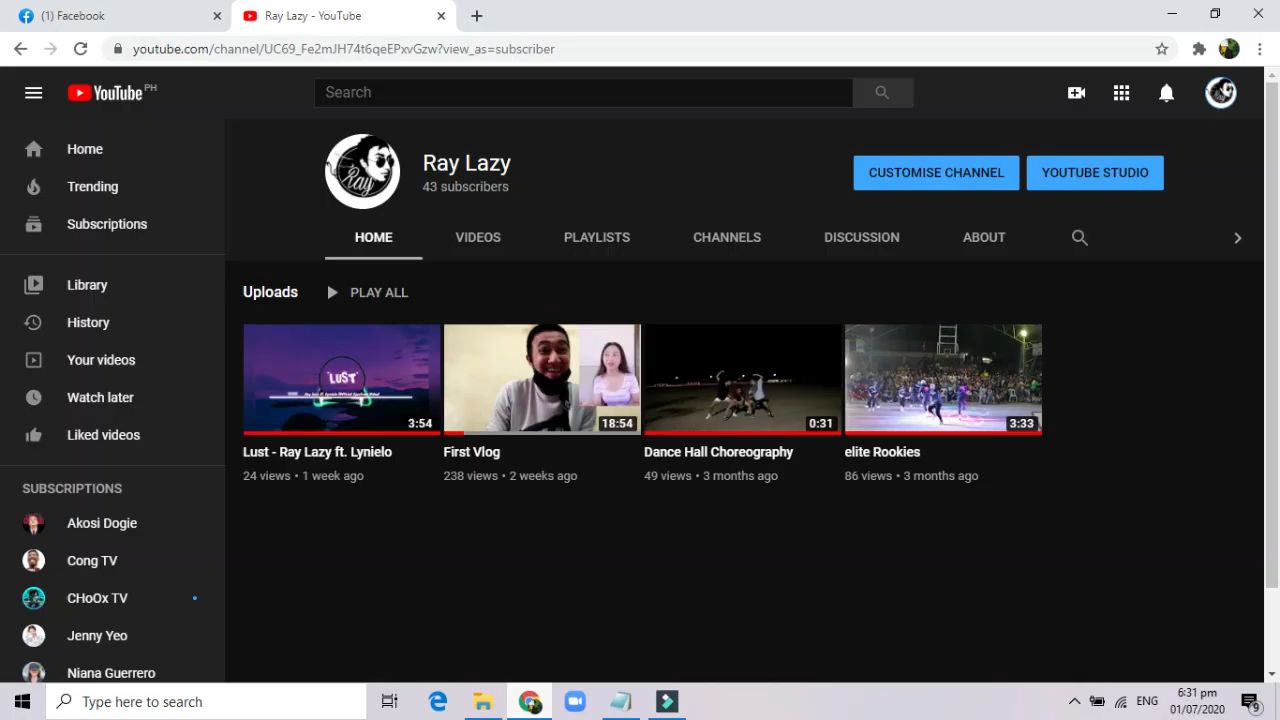 (1) Facebook
Ray Lazy - YouTube
youtube.com/channel/UC69_Fe2mJH74t6qeEPxvGzw?view_as=subscriber
YouTube PH
Search
Home
Trending
Subscriptions
Library
History
Your videos
Watch later
Liked videos
SUBSCRIPTIONS
Akosi Dogie
Cong TV
CHoOx TV
Jenny Yeo
Niana Guerrero
Ray
Ray Lazy
43 subscribers
CUSTOMISE CHANNEL
YOUTUBE STUDIO
HOME
VIDEOS
PLAYLISTS
CHANNELS
DISCUSSION
ABOUT
Uploads
PLAY ALL
LUST
3:54
18:54
0:31
3:33
Lust - Ray Lazy ft. Lynielo
24 views • 1 week ago
First Vlog
238 views • 2 weeks ago
Dance Hall Choreography
49 views • 3 months ago
elite Rookies
86 views • 3 months ago
Type here to search
ENG
6:31 pm
01/07/2020
9